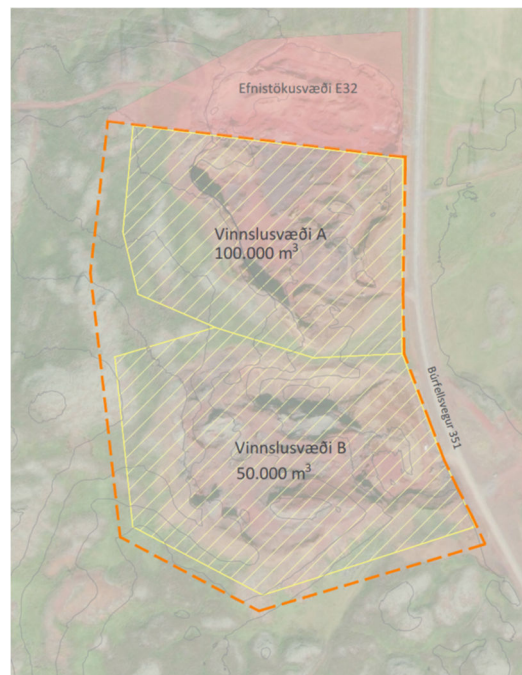 Efnistökusvæði E32
Vinnslusvæði A
100.000 m³
Búrfellsvegur 351
Vinnslusvæði B
50.000 m³